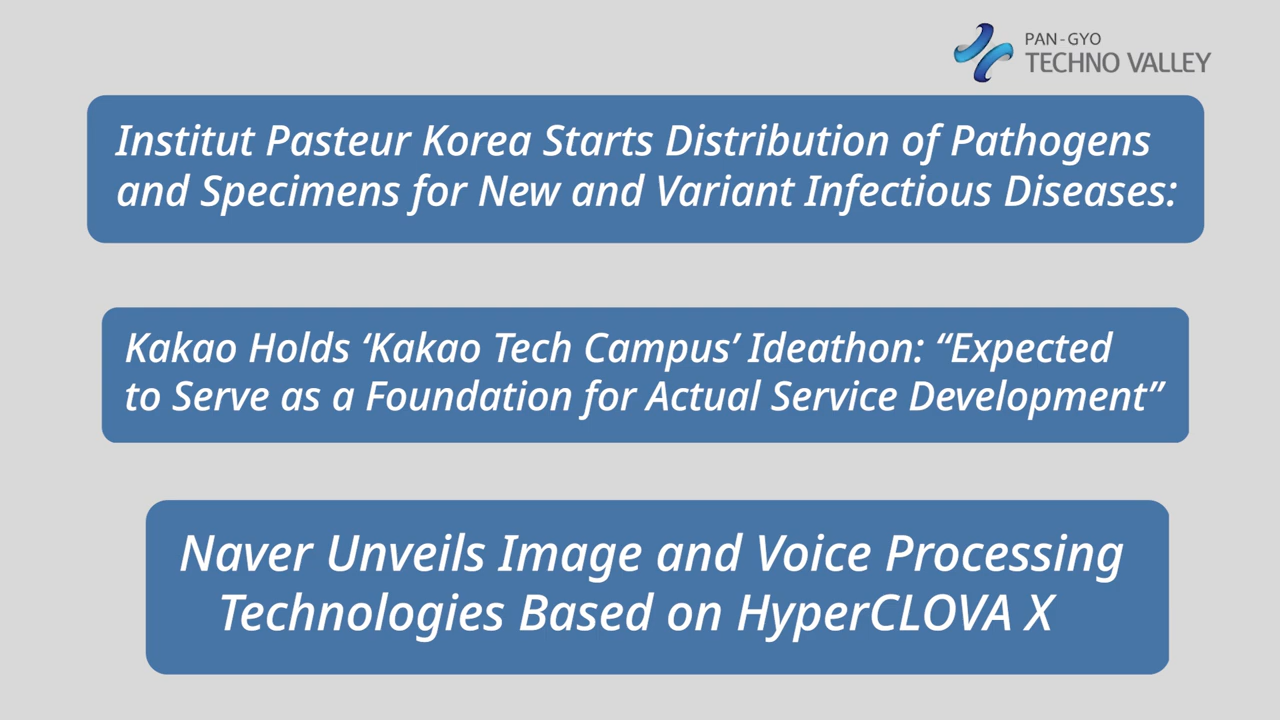 PAN-GYO
TECHNO VALLEY
Institut Pasteur Korea Starts Distribution of Pathogens
and Specimens for New and Variant Infectious Diseases:
Kakao Holds ‘Kakao Tech Campus’ Ideathon: “Expected
to Serve as a Foundation for Actual Service Development”
Naver Unveils Image and Voice Processing
Technologies Based on HyperCLOVA X